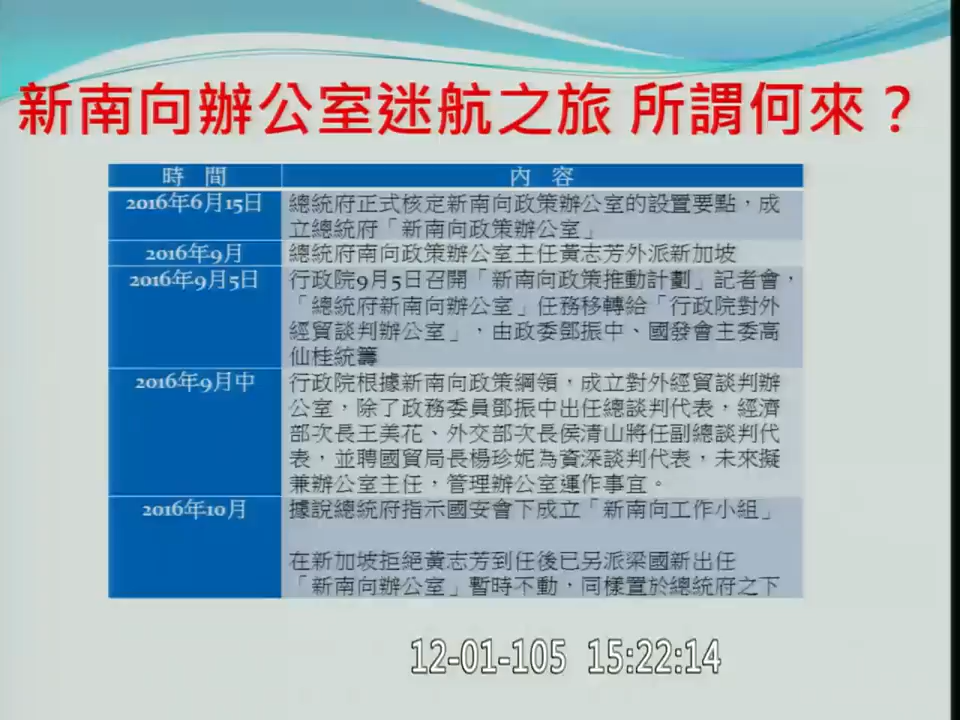 新南向辦公室迷航之旅 所謂何來？
時 間
內 容
2016年6月15日
總統府正式核定新南向政策辦公室的設置要點，成
立總統府「新南向政策辦公室」
2016年9月
總統府南向政策辦公室主任黃志芳外派新加坡
2016年9月5日
行政院9月5日召開「新南向政策推動計劃」記者會，
「總統府新南向辦公室」任務移轉給「行政院對外
經貿談判辦公室」，由政委鄧振中、國發會主委高
仙桂統籌
2016年9月中
行政院根據新南向政策綱領，成立對外經貿談判辦
公室，除了政務委員鄧振中出任總談判代表，經濟
部次長王美花、外交部次長侯清山將任副總談判代
表，並聘國貿局長楊珍妮為資深談判代表，未來擬
兼辦公室主任，管理辦公室運作事宜。
2016年10月
據說總統府指示國安會下成立「新南向工作小組」
在新加坡拒絕黃志芳到任後已另派梁國新出任
「新南向辦公室」暫時不動，同樣置於總統府之下
12-01-105 15:22:14